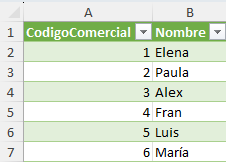 A B
1 CodigoComercial Nombre
2 1 Elena
3 2 Paula
4 3 Alex
5 4 Fran
6 5 Luis
7 6 María